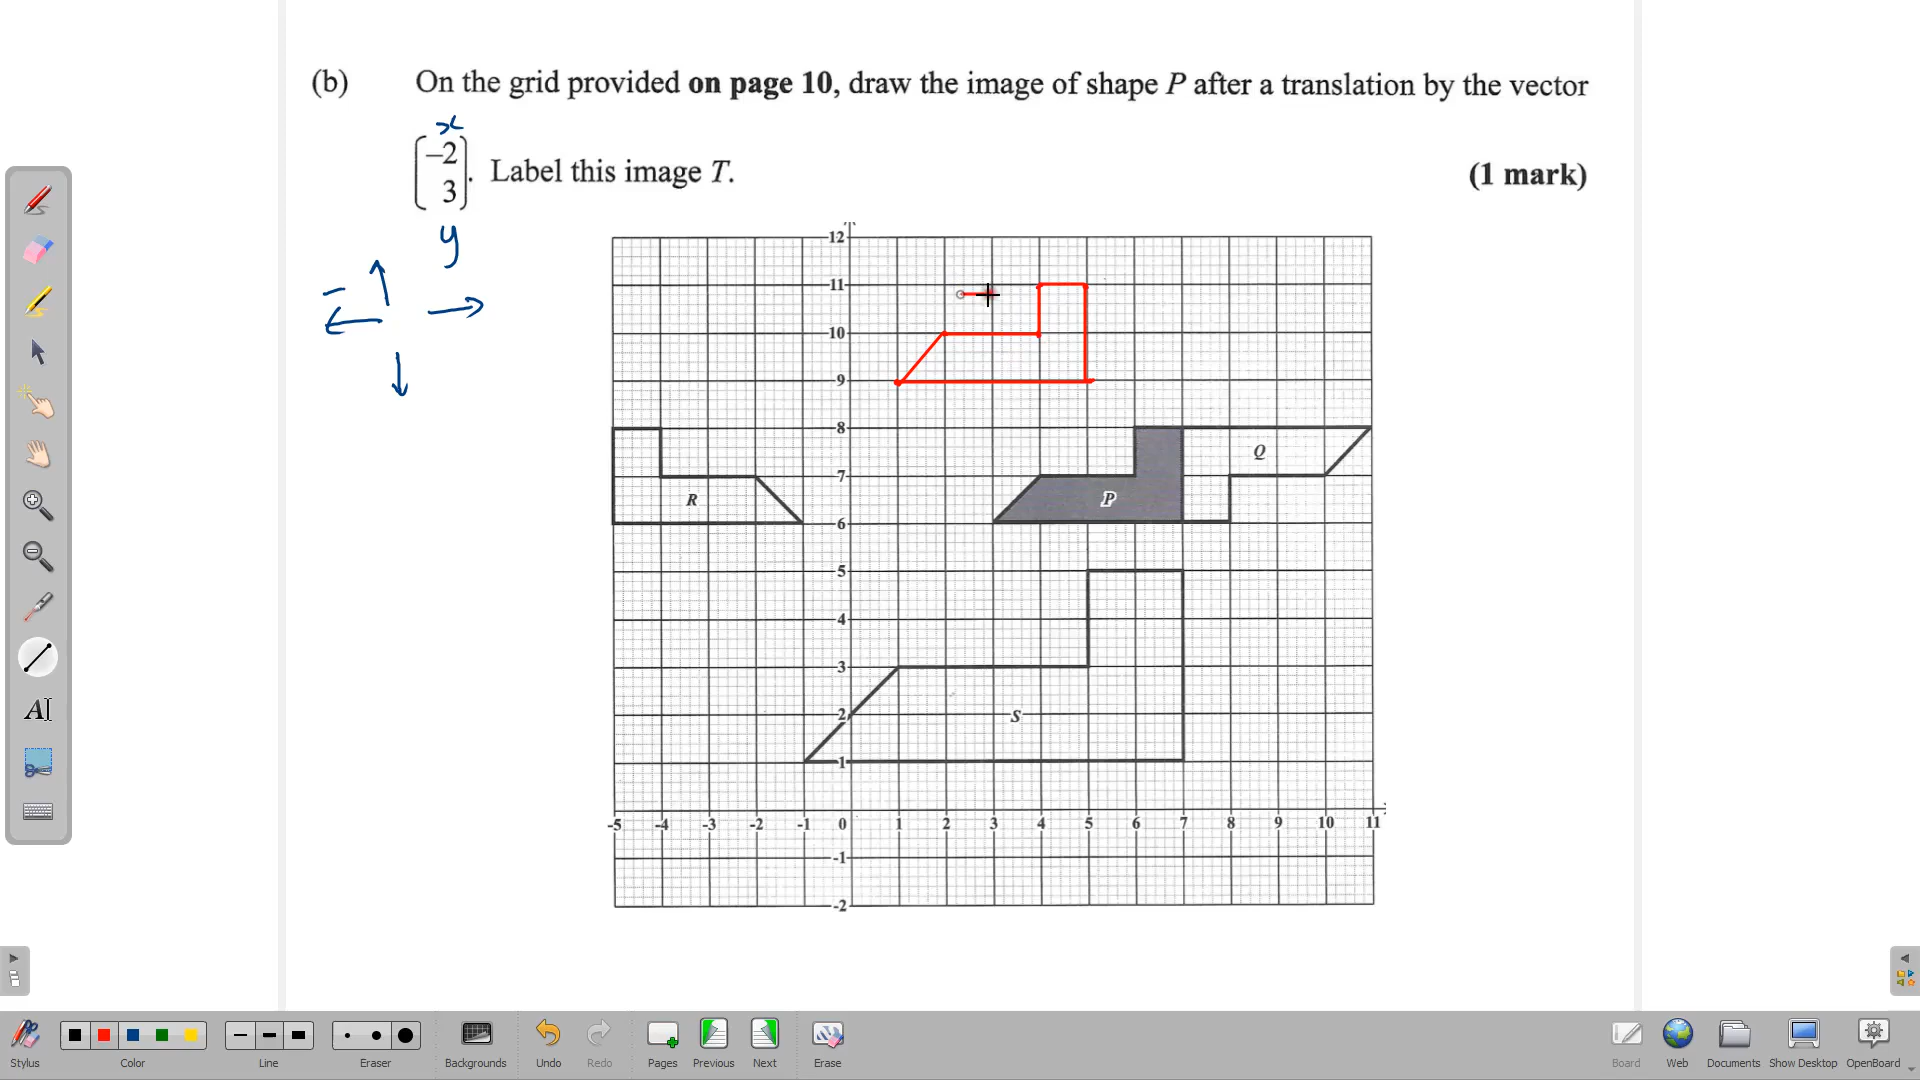 (b) On the grid provided on page 10, draw the image of shape P after a translation by the vector
x
(-2
3). Label this image T. (1 mark)
y
12
11
10
9
8
7
6
5
4
3
2
1
-5 -4 -3 -2 -1 0 1 2 3 4 5 6 7 8 9 10 11
-1
-2
R
P
Q
S
A
Stylus Color Line Eraser Backgrounds Undo Redo Pages Previous Next Erase Board Web Documents Show Desktop OpenBoard